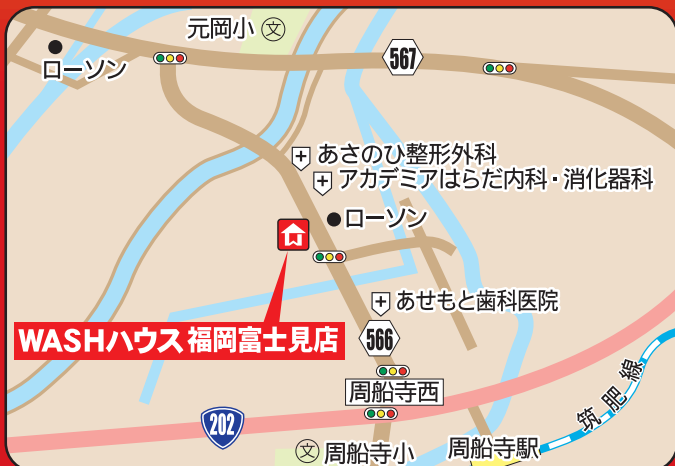 元岡小 文
ローソン
567
あさのひ整形外科
アカデミアはらだ内科・消化器科
ローソン
あせもと歯科医院
WASHハウス 福岡富士見店
566
周船寺西
筑肥線
202
文 周船寺小
周船寺駅